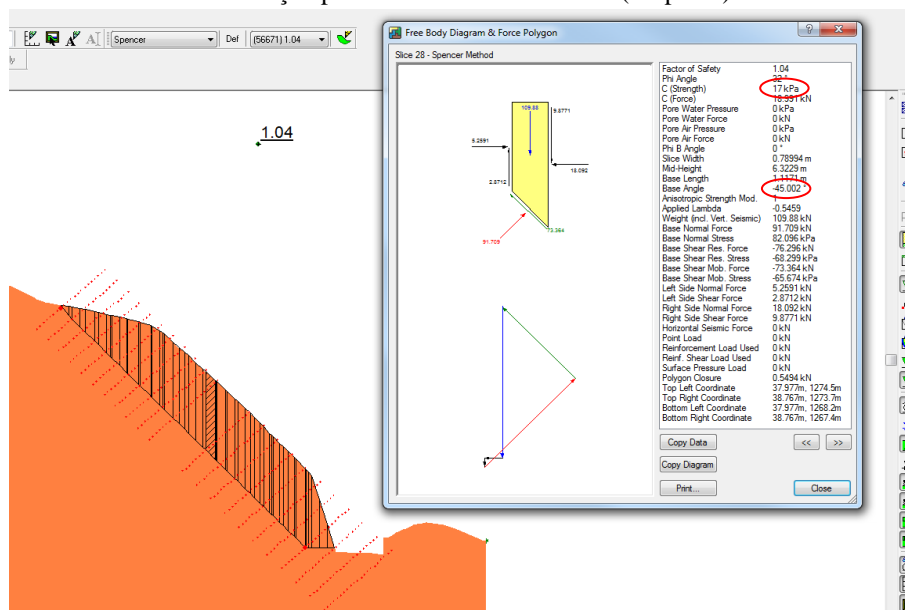 Spencer Def (56671) 1.04
1.04
Free Body Diagram & Force Polygon
Slice 28 - Spencer Method
109.88
9.8771
5.2591
18.092
2.8712
73.364
91.709
Factor of Safety 1.04
Phi Angle 32 °
C (Strength) 17 kPa
C (Force) 18.991 kN
Pore Water Pressure 0 kPa
Pore Water Force 0 kN
Pore Air Pressure 0 kPa
Pore Air Force 0 kN
Phi B Angle 0 °
Slice Width 0.78994 m
Mid-Height 6.3229 m
Base Length 1.1171 m
Base Angle -45.002 °
Anisotropic Strength Mod. 1
Applied Lambda -0.5459
Weight (incl. Vert. Seismic) 109.88 kN
Base Normal Force 91.709 kN
Base Normal Stress 82.096 kPa
Base Shear Res. Force -76.296 kN
Base Shear Res. Stress -68.299 kPa
Base Shear Mob. Force -73.364 kN
Base Shear Mob. Stress -65.674 kPa
Left Side Normal Force 5.2591 kN
Left Side Shear Force 2.8712 kN
Right Side Normal Force 18.092 kN
Right Side Shear Force 9.8771 kN
Horizontal Seismic Force 0 kN
Point Load 0 kN
Reinforcement Load Used 0 kN
Reinf. Shear Load Used 0 kN
Surface Pressure Load 0 kN
Polygon Closure 0.5494 kN
Top Left Coordinate 37.977m, 1274.5m
Top Right Coordinate 38.767m, 1273.7m
Bottom Left Coordinate 37.977m, 1268.2m
Bottom Right Coordinate 38.767m, 1267.4m
Copy Data << >>
Copy Diagram
Print... Close